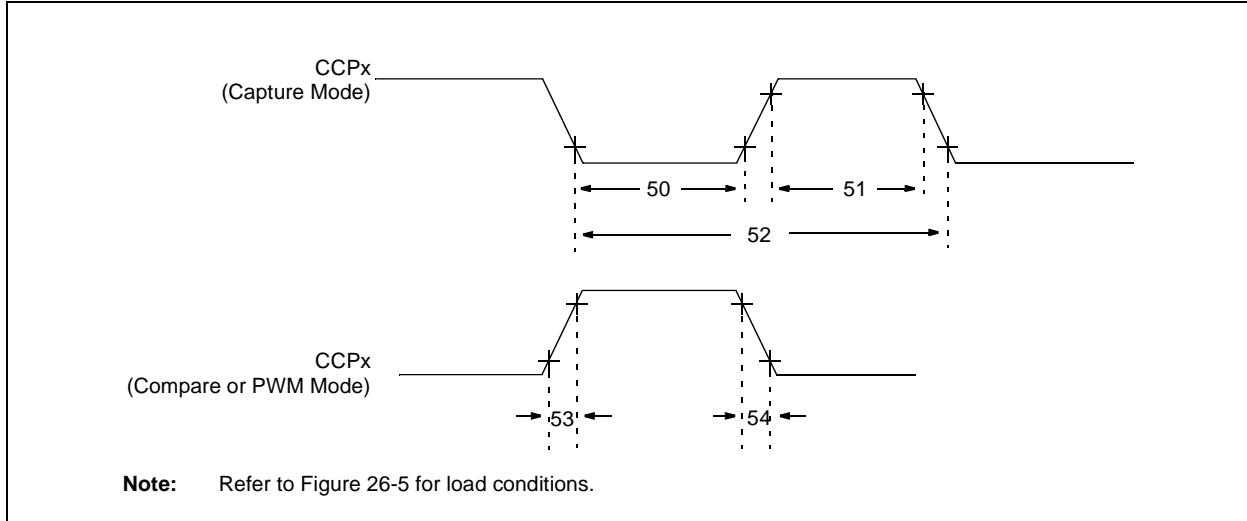 CCPx
(Capture Mode)
50
51
52
CCPx
(Compare or PWM Mode)
53
54
Note: Refer to Figure 26-5 for load conditions.